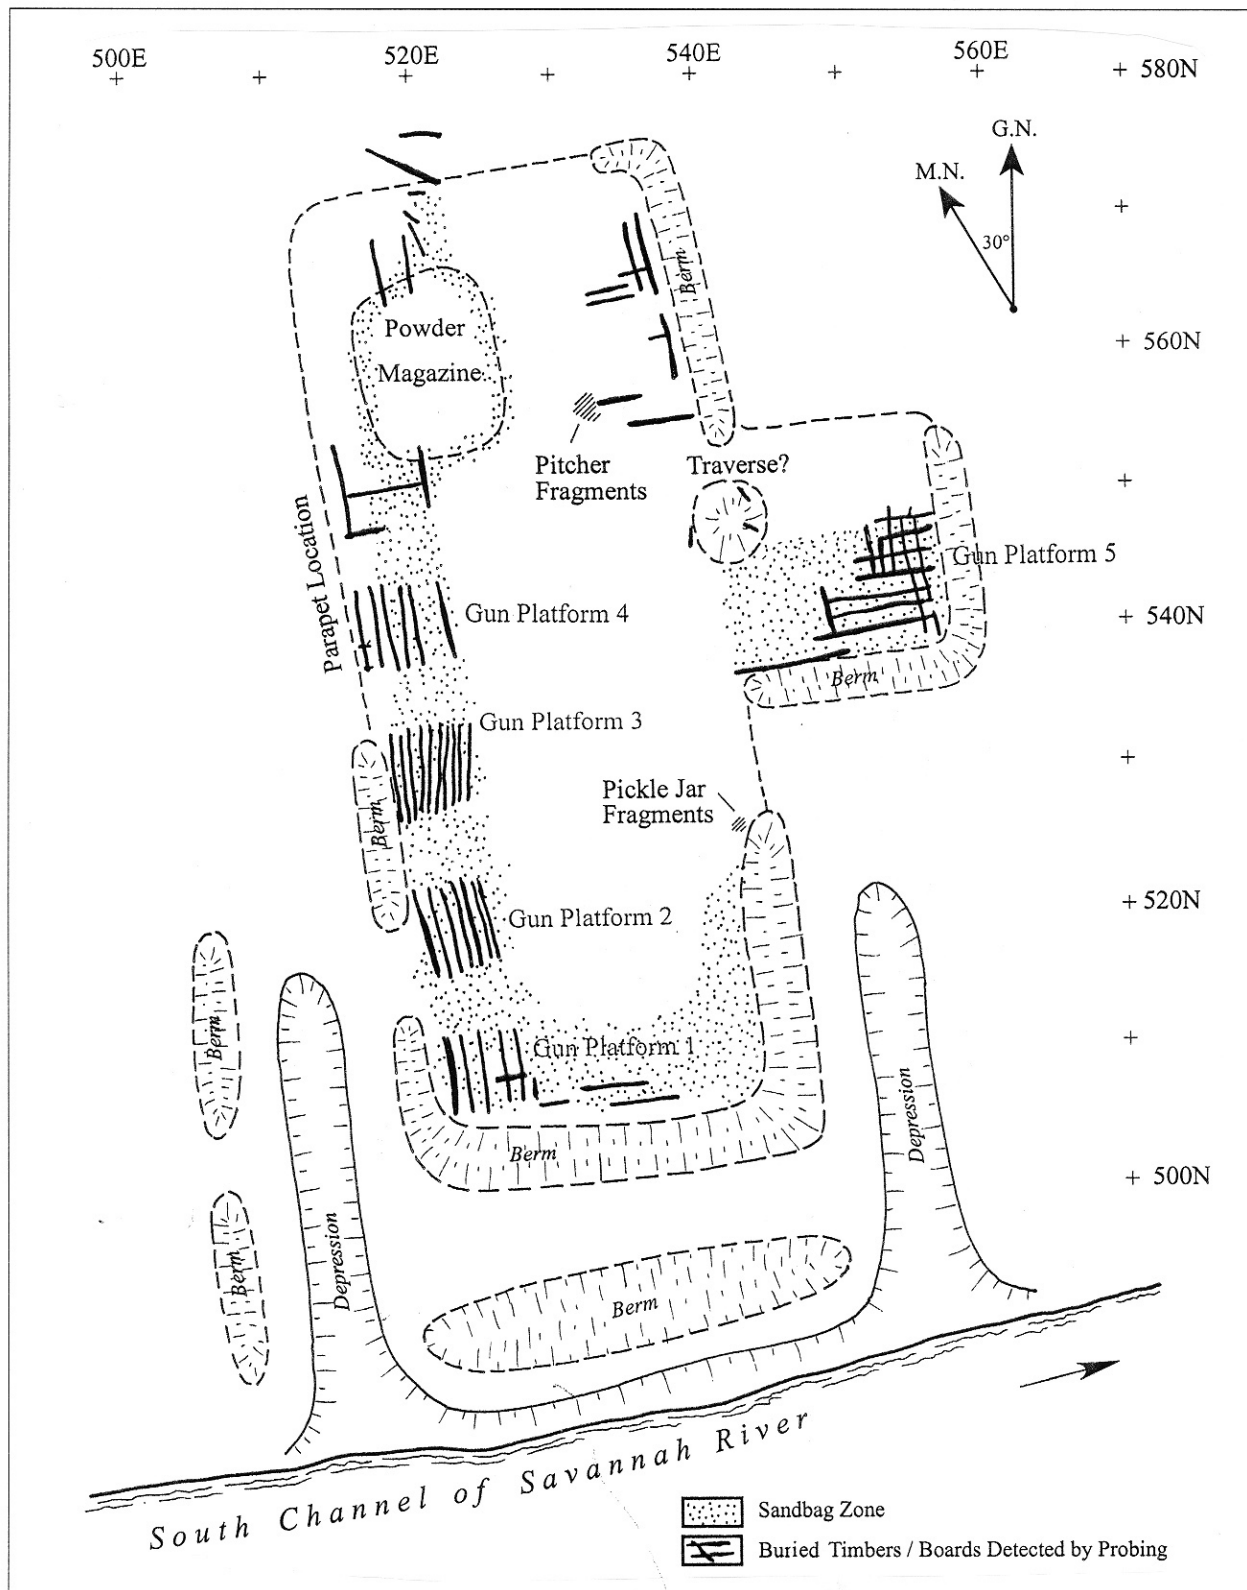 500E
520E
540E
560E
580N
G.N.
M.N.
30°
560N
Berm
Powder
Magazine
Pitcher
Fragments
Traverse?
Parapet Location
Gun Platform 5
Gun Platform 4
540N
Berm
Gun Platform 3
Pickle Jar
Fragments
Berm
520N
Gun Platform 2
Berm
Gun Platform 1
Depression
Berm
500N
Berm
Depression
Berm
South Channel of Savannah River
Sandbag Zone
Buried Timbers / Boards Detected by Probing